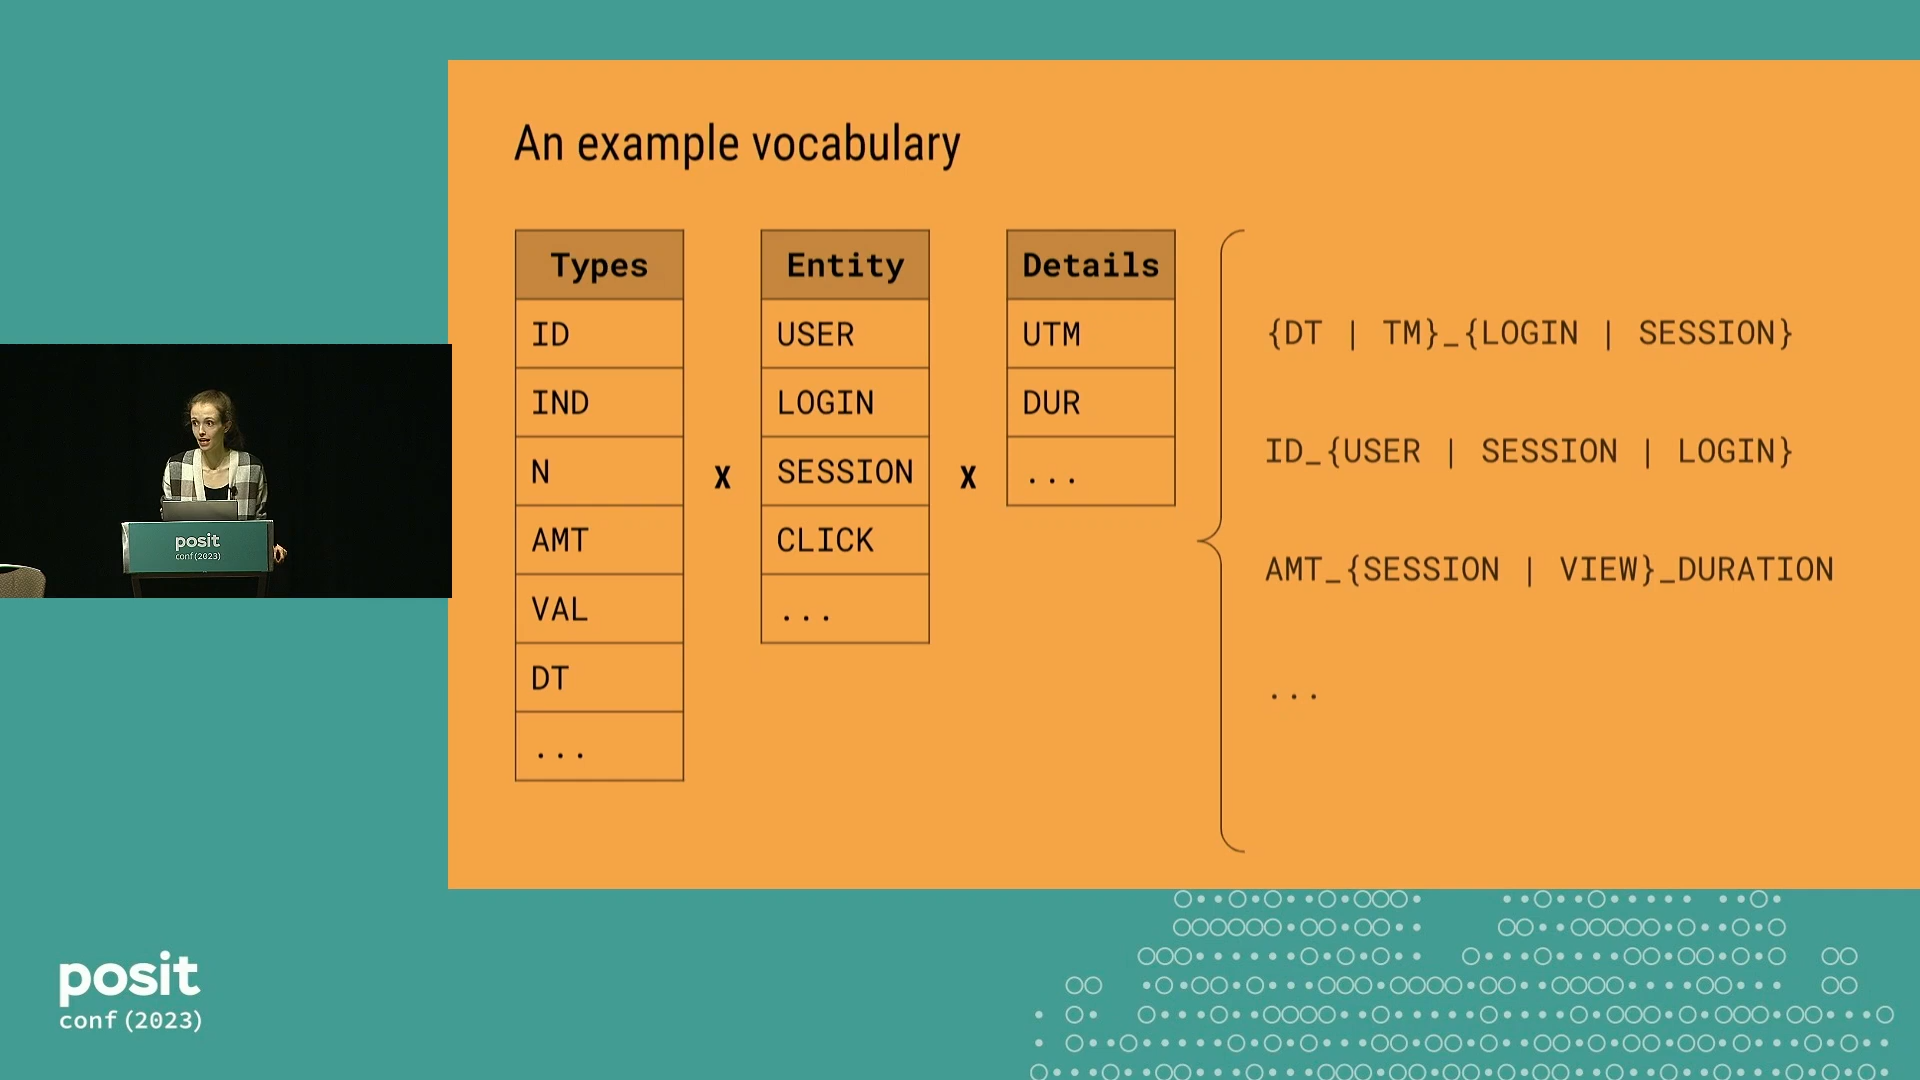 An example vocabulary
Types
ID
IND
N
AMT
VAL
DT
...
x
Entity
USER
LOGIN
SESSION
CLICK
...
x
Details
UTM
DUR
...
{DT | TM}_{LOGIN | SESSION}
ID_{USER | SESSION | LOGIN}
AMT_{SESSION | VIEW}_DURATION
...
posit
conf(2023)
posit
conf(2023)